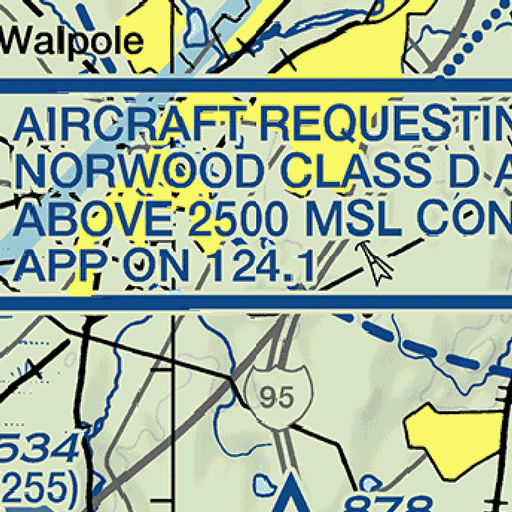 Walpole
AIRCRAFT REQUESTIN
NORWOOD CLASS D A
ABOVE 2500 MSL CON
APP ON 124.1
95
534
(255)
878